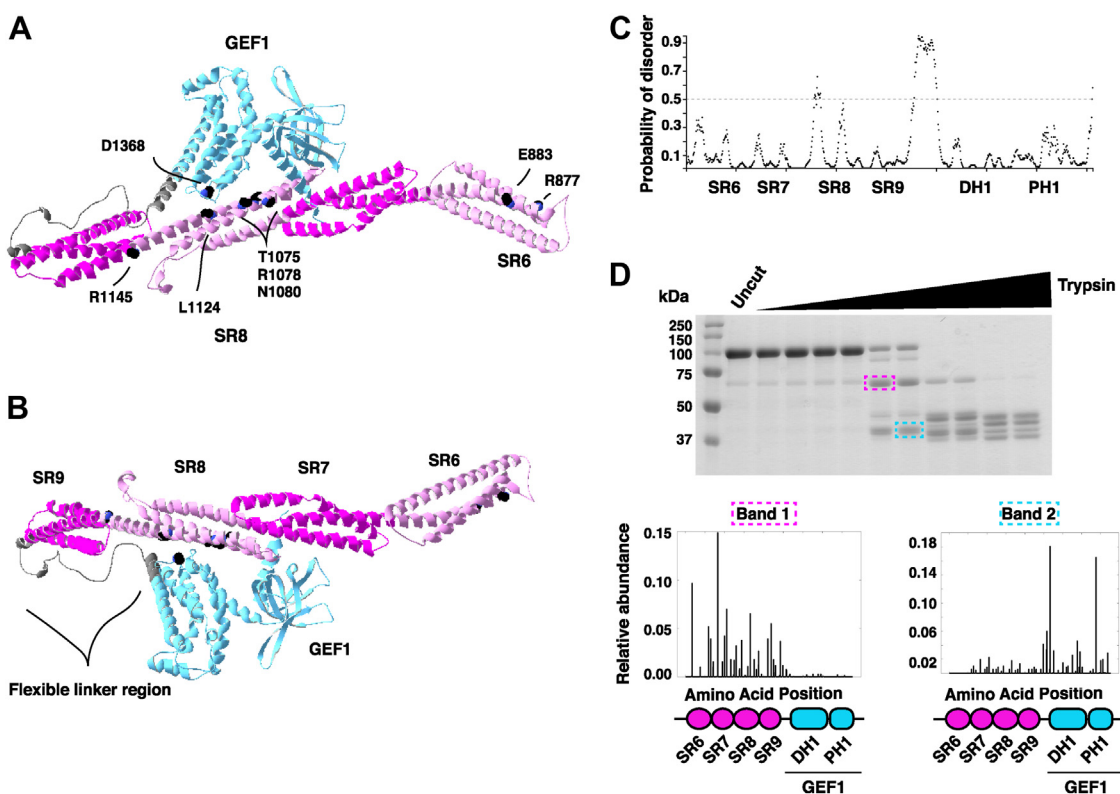 A
GEF1
D1368
E883
R877
T1075
R1078
N1080
SR6
R1145
L1124
SR8
B
SR9
SR8
SR7
SR6
GEF1
Flexible linker region
C
Probability of disorder
0.9
0.7
0.5
0.3
0.1
SR6 SR7 SR8 SR9 DH1 PH1
D
kDa
Uncut
Trypsin
250
150
100
75
50
37
Band 1
Relative abundance
0.15
0.10
0.05
0.00
Amino Acid Position
SR6 SR7 SR8 SR9 DH1 PH1
GEF1
Band 2
0.18
0.14
0.10
0.06
0.02
Amino Acid Position
SR6 SR7 SR8 SR9 DH1 PH1
GEF1